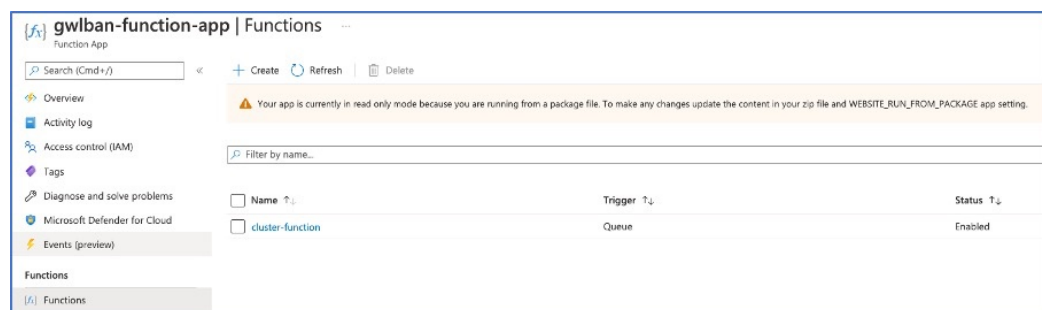 gwlban-function-app | Functions ...
Function App
Search (Cmd+/)
«
Create Refresh Delete
Overview
Activity log
Access control (IAM)
Tags
Diagnose and solve problems
Microsoft Defender for Cloud
Events (preview)
Functions
Functions
Your app is currently in read only mode because you are running from a package file. To make any changes update the content in your zip file and WEBSITE_RUN_FROM_PACKAGE app setting.
Filter by name...
Name Trigger Status
cluster-function Queue Enabled